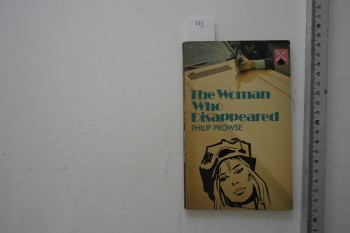 The Woman
Who
Disappeared
PHILIP PROWSE